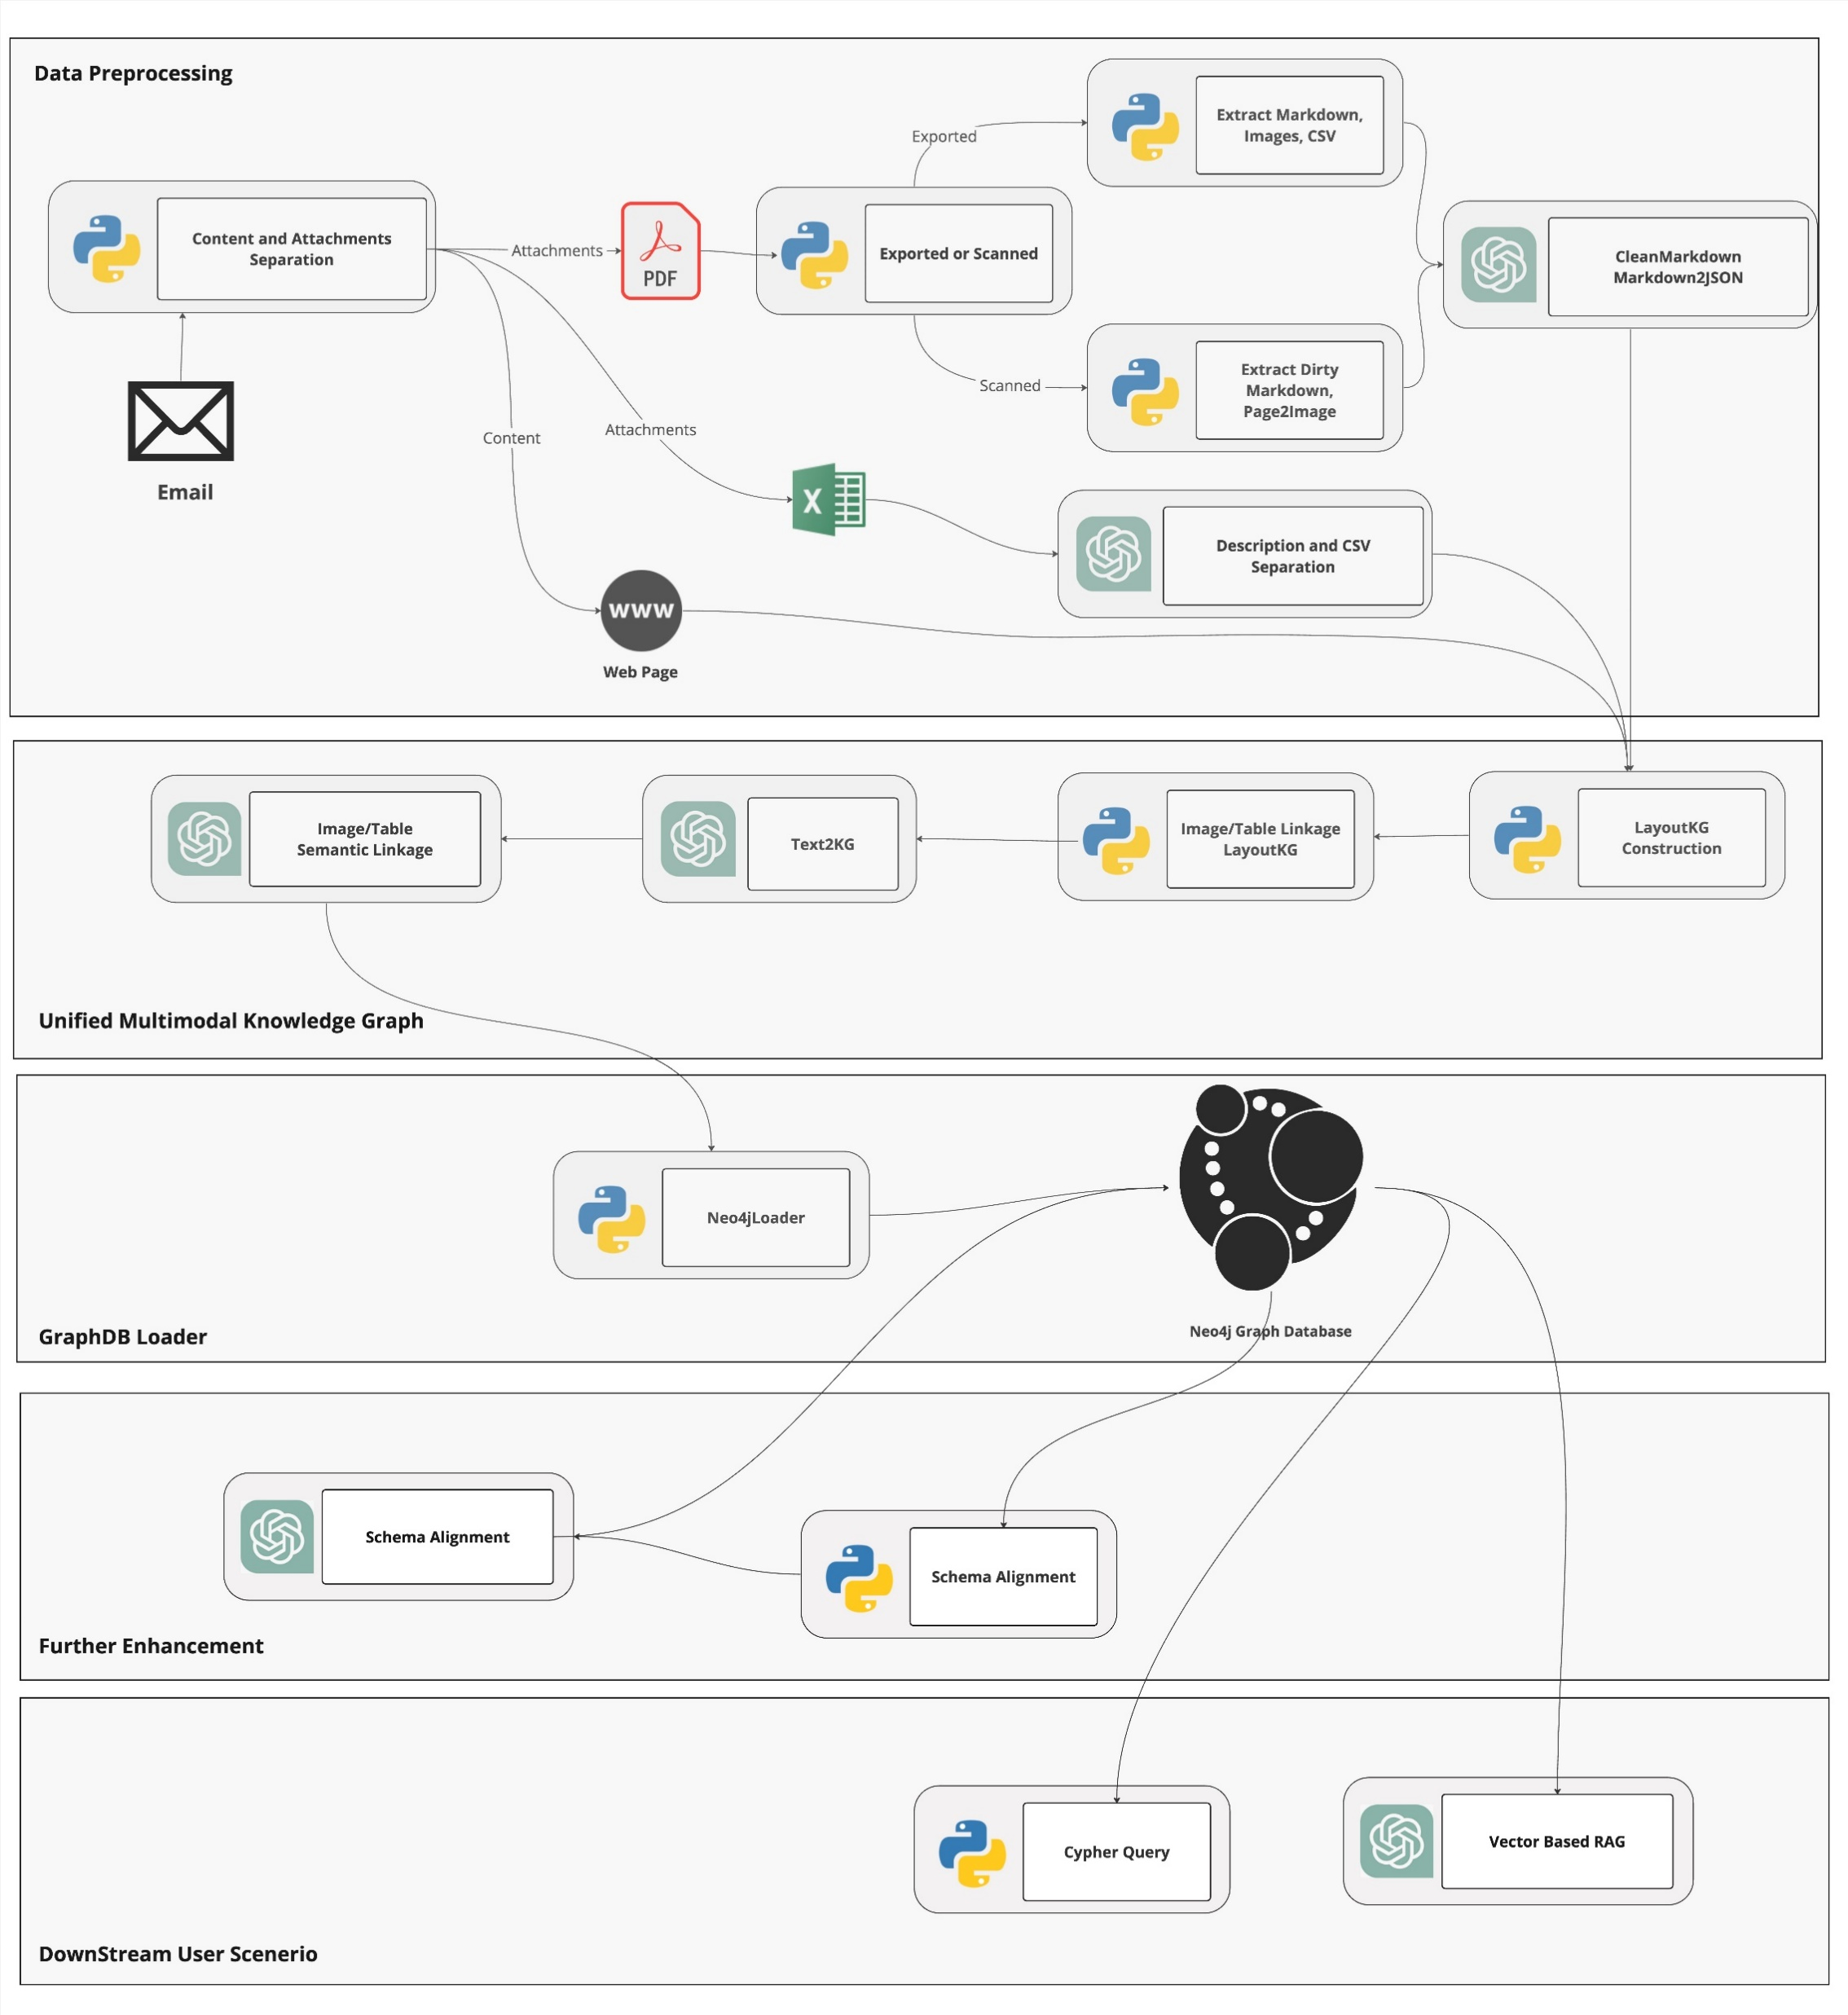 Data Preprocessing
Extract Markdown,
Images, CSV
Exported
Content and Attachments
Separation
Attachments
PDF
Exported or Scanned
CleanMarkdown
Markdown2JSON
Extract Dirty
Markdown,
Page2Image
Scanned
Content
Attachments
Email
X
Description and CSV
Separation
www
Web Page
Image/Table
Semantic Linkage
Text2KG
Image/Table Linkage
LayoutKG
LayoutKG
Construction
Unified Multimodal Knowledge Graph
Neo4jLoader
Neo4j Graph Database
GraphDB Loader
Schema Alignment
Schema Alignment
Further Enhancement
Cypher Query
Vector Based RAG
DownStream User Scenerio